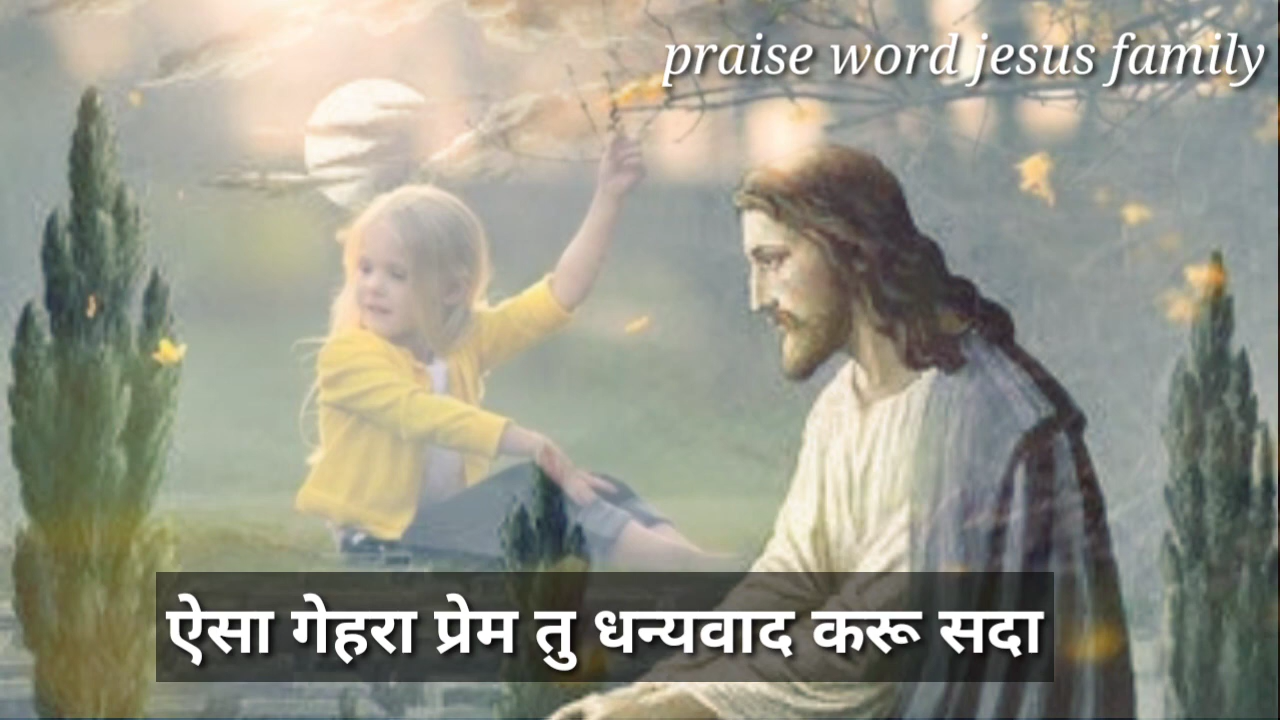 praise word jesus family
ऐसा गेहरा प्रेम तु धन्यवाद करू सदा